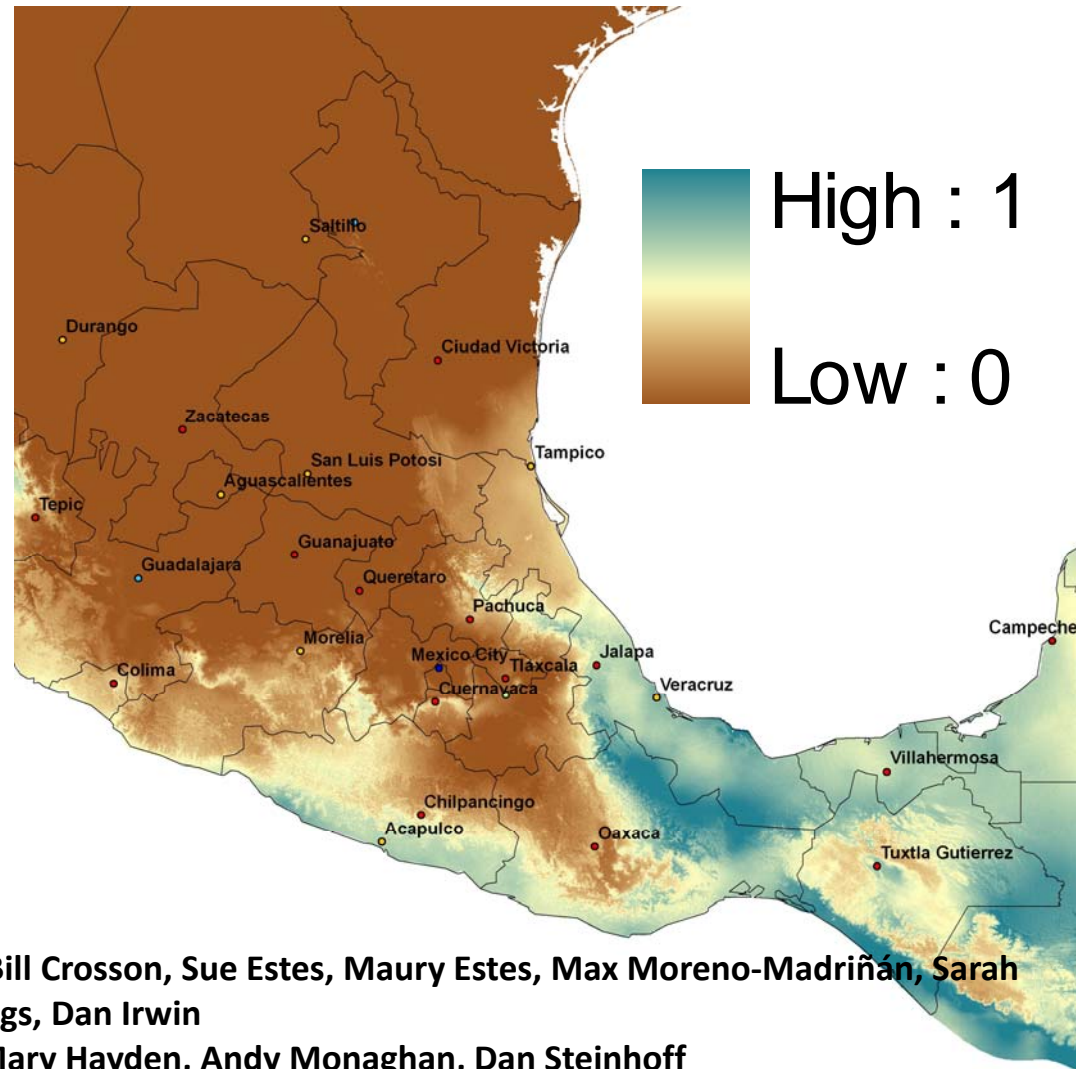 High : 1
Saltillo
Durango
Ciudad Victoria
Low : 0
Zacatecas
Tampico
San Luis Potosi
Aguascalientes
Tepic
Guanajuato
Guadalajara
Queretaro
Pachuca
Campeche
Morelia
Jalapa
Mexico City
Tlaxcala
Colima
Cuernavaca
Veracruz
Villahermosa
Chilpancingo
Acapulco
Oaxaca
Tuxtla Gutierrez
Bill Crosson, Sue Estes, Maury Estes, Max Moreno-Madriñán, Sarah
gs, Dan Irwin
Mary Hayden, Andy Monaghan, Dan Steinhoff